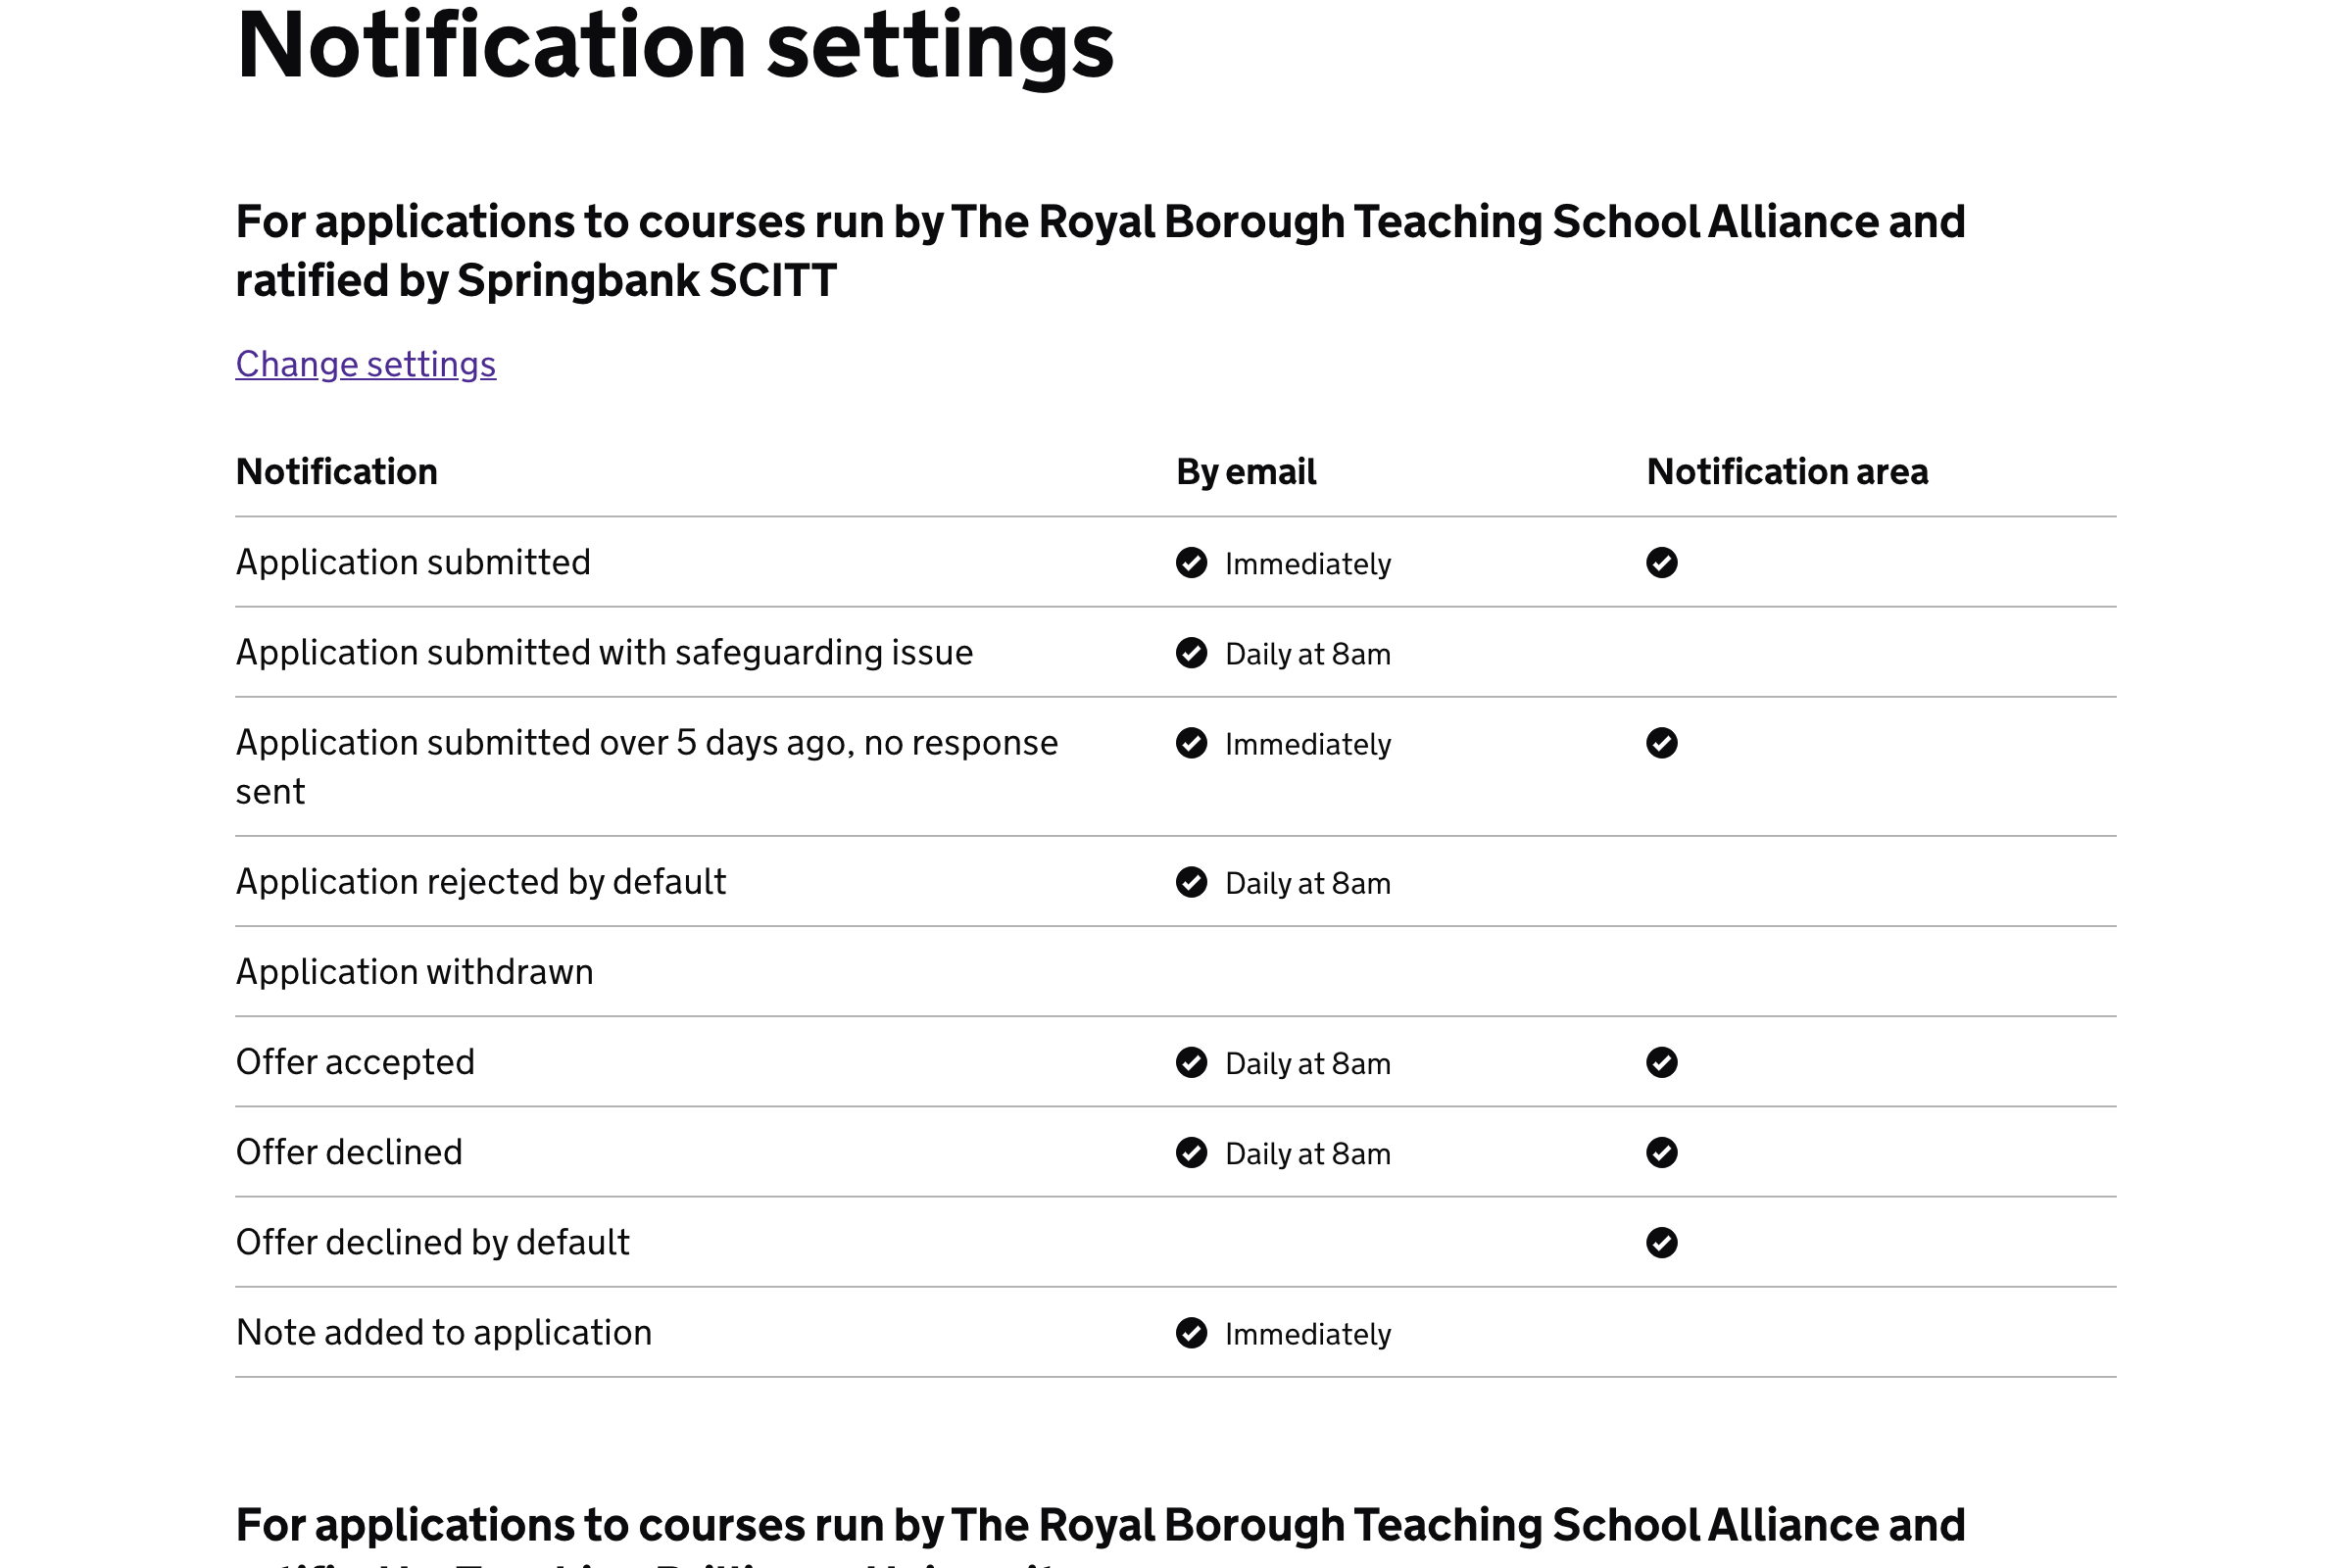 Notification settings
For applications to courses run by The Royal Borough Teaching School Alliance and
ratified by Springbank SCITT
Change settings
Notification By email Notification area
Application submitted Immediately
Application submitted with safeguarding issue Daily at 8am
Application submitted over 5 days ago, no response Immediately
sent
Application rejected by default Daily at 8am
Application withdrawn
Offer accepted Daily at 8am
Offer declined Daily at 8am
Offer declined by default
Note added to application Immediately
For applications to courses run by The Royal Borough Teaching School Alliance and